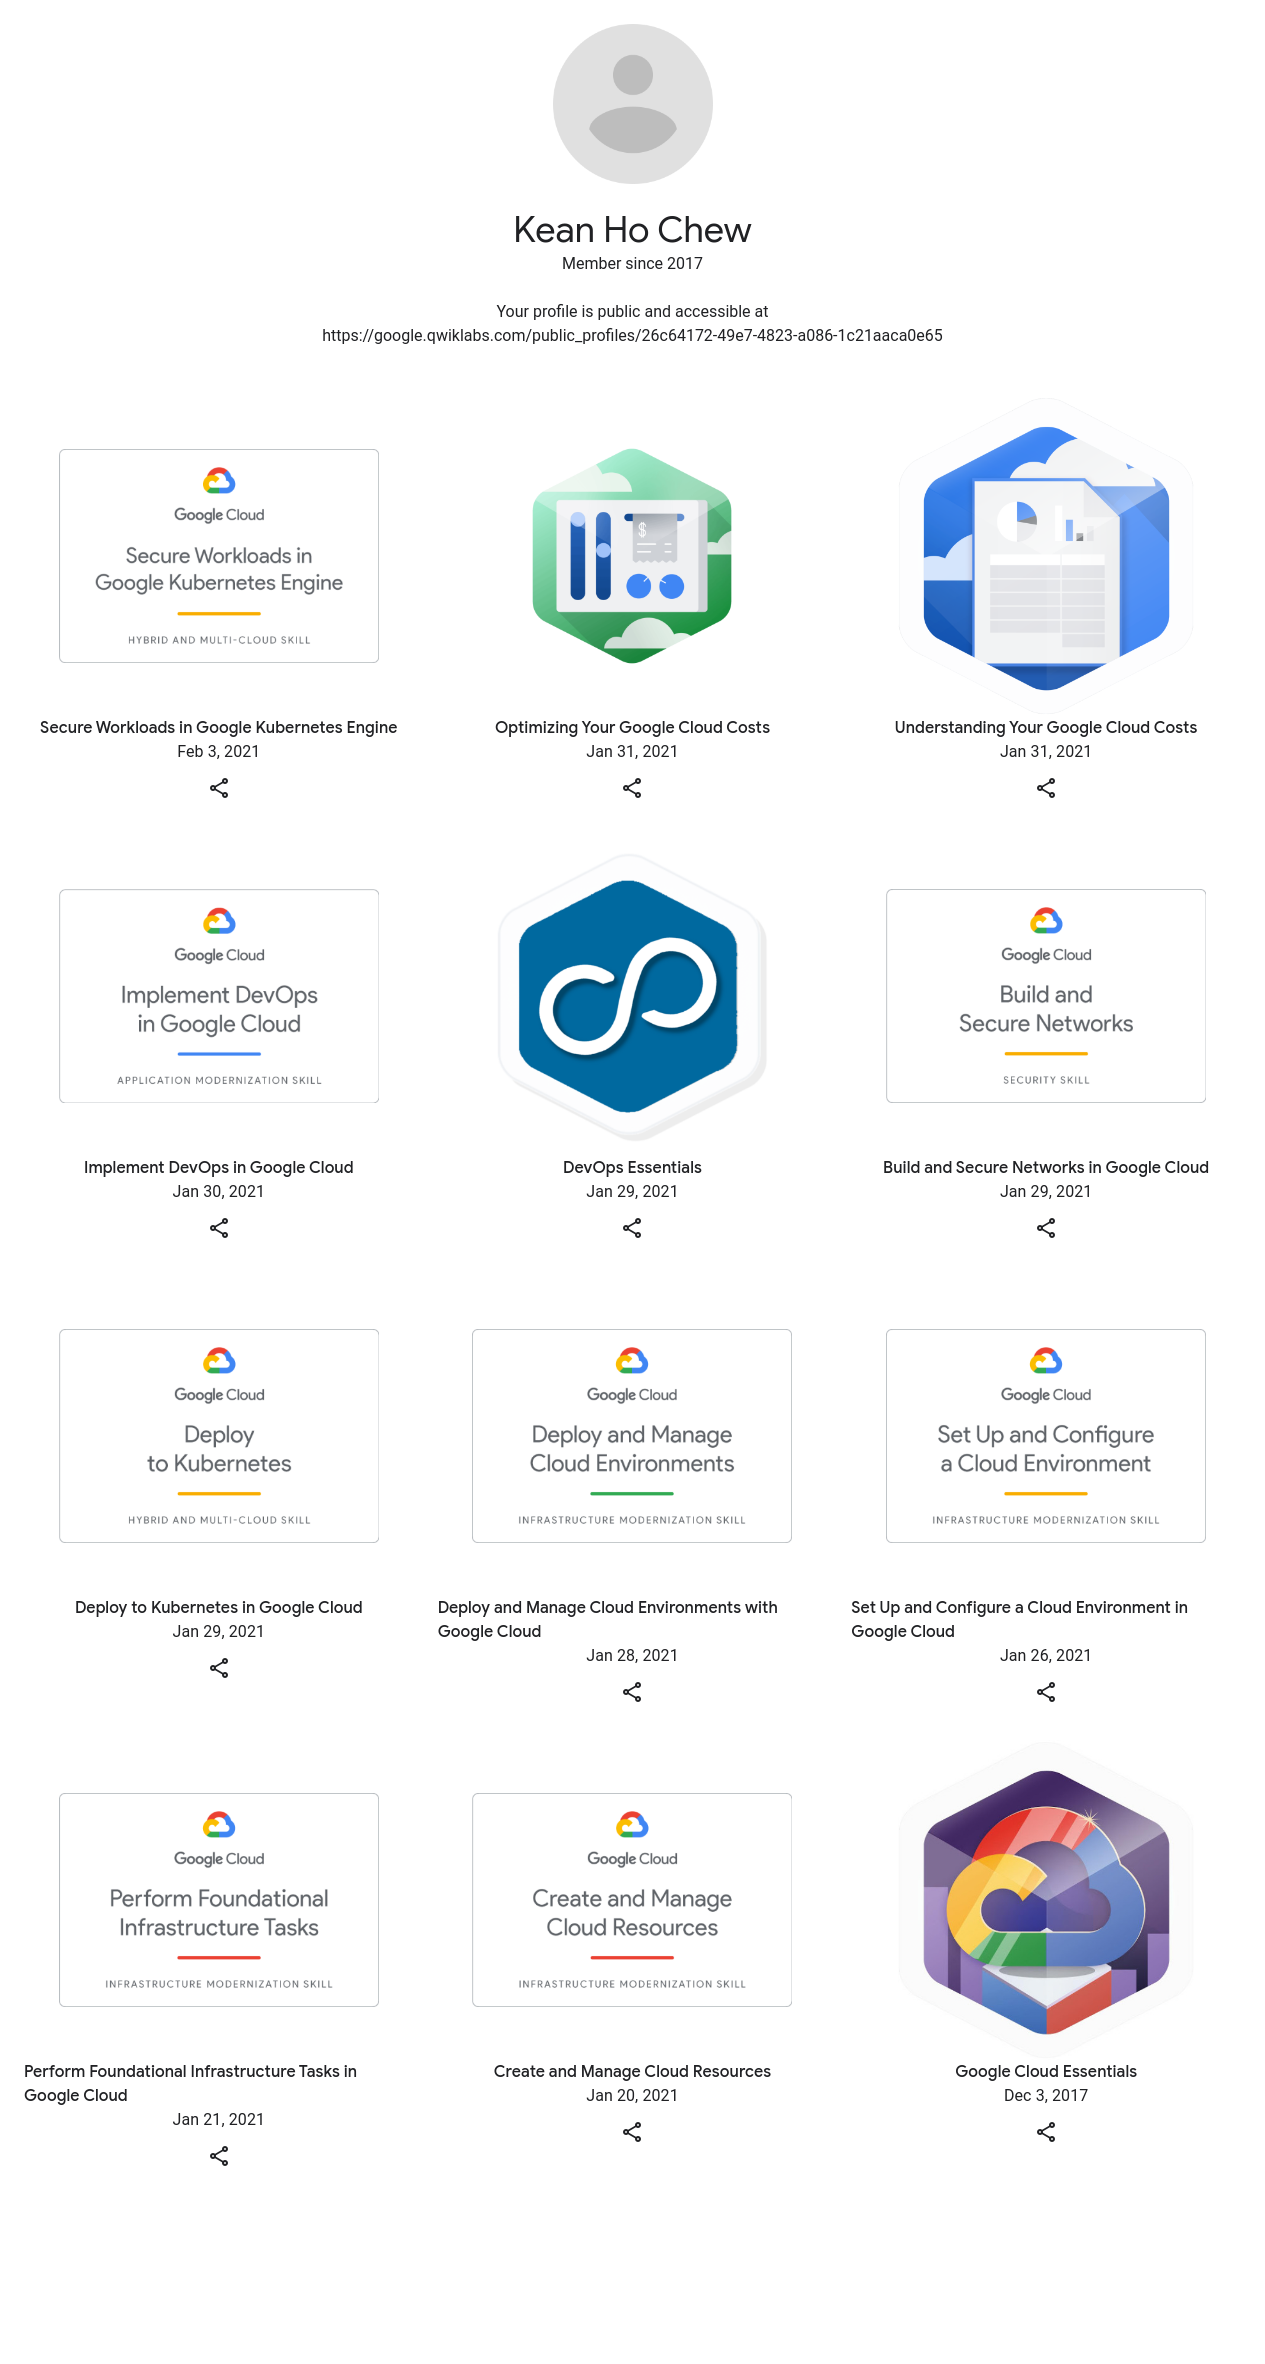 Kean Ho Chew
Member since 2017
Your profile is public and accessible at
https://google.qwiklabs.com/public_profiles/26c64172-49e7-4823-a086-1c21aaca0e65
Google Cloud
Secure Workloads in
Google Kubernetes Engine
HYBRID AND MULTI-CLOUD SKILL
Secure Workloads in Google Kubernetes Engine
Feb 3, 2021
$
Optimizing Your Google Cloud Costs
Jan 31, 2021
Understanding Your Google Cloud Costs
Jan 31, 2021
Google Cloud
Implement DevOps
in Google Cloud
APPLICATION MODERNIZATION SKILL
Implement DevOps in Google Cloud
Jan 30, 2021
DevOps Essentials
Jan 29, 2021
Google Cloud
Build and
Secure Networks
SECURITY SKILL
Build and Secure Networks in Google Cloud
Jan 29, 2021
Google Cloud
Deploy
to Kubernetes
HYBRID AND MULTI-CLOUD SKILL
Deploy to Kubernetes in Google Cloud
Jan 29, 2021
Google Cloud
Deploy and Manage
Cloud Environments
INFRASTRUCTURE MODERNIZATION SKILL
Deploy and Manage Cloud Environments with
Google Cloud
Jan 28, 2021
Google Cloud
Set Up and Configure
a Cloud Environment
INFRASTRUCTURE MODERNIZATION SKILL
Set Up and Configure a Cloud Environment in
Google Cloud
Jan 26, 2021
Google Cloud
Perform Foundational
Infrastructure Tasks
INFRASTRUCTURE MODERNIZATION SKILL
Perform Foundational Infrastructure Tasks in
Google Cloud
Jan 21, 2021
Google Cloud
Create and Manage
Cloud Resources
INFRASTRUCTURE MODERNIZATION SKILL
Create and Manage Cloud Resources
Jan 20, 2021
Google Cloud Essentials
Dec 3, 2017